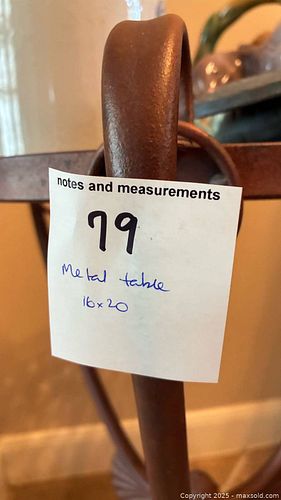 notes and measurements
79
Metal table
16x20
Copyright 2025 - maxsold.com